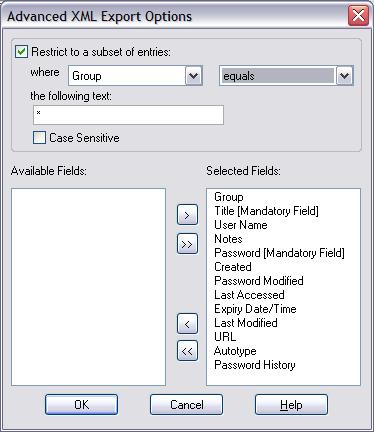 Advanced XML Export Options
Restrict to a subset of entries:
where Group equals
the following text:
*
Case Sensitive
Available Fields:
Selected Fields:
Group
Title [Mandatory Field]
User Name
Notes
Password [Mandatory Field]
Created
Password Modified
Last Accessed
Expiry Date/Time
Last Modified
URL
Autotype
Password History
>
>>
<
<<
OK Cancel Help